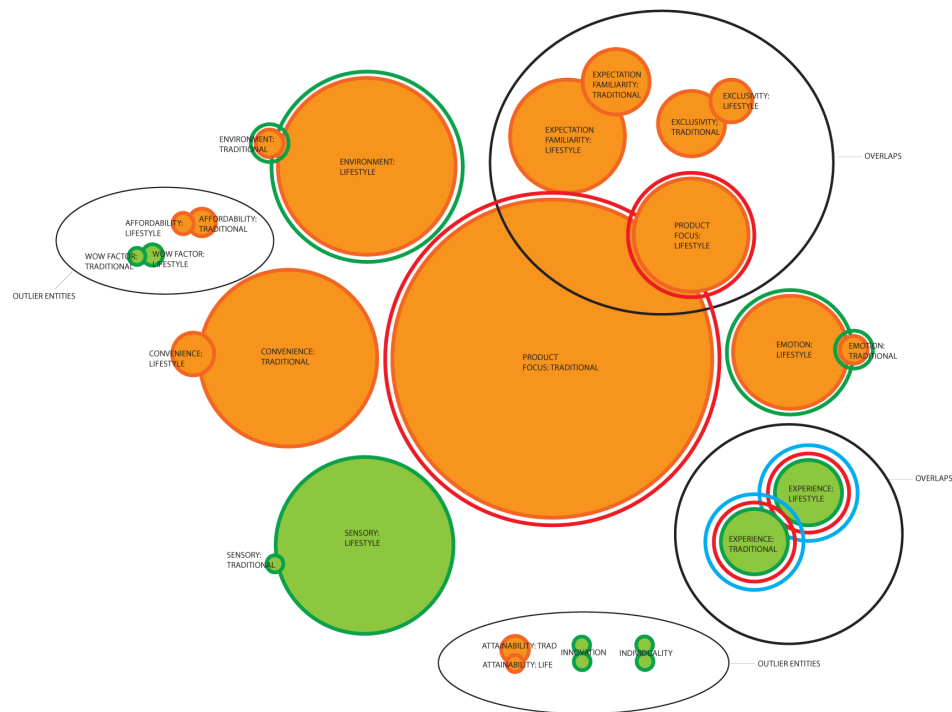 EXPECTATION
FAMILIARITY:
TRADITIONAL
EXCLUSIVITY:
LIFESTYLE
EXCLUSIVITY:
TRADITIONAL
EXPECTATION
FAMILIARITY:
LIFESTYLE
OVERLAPS
ENVIRONMENT:
TRADITIONAL
ENVIRONMENT:
LIFESTYLE
AFFORDABILITY:
LIFESTYLE
AFFORDABILITY:
TRADITIONAL
WOW FACTOR:
TRADITIONAL
WOW FACTOR:
LIFESTYLE
OUTLIER ENTITIES
PRODUCT
FOCUS:
LIFESTYLE
CONVENIENCE:
LIFESTYLE
CONVENIENCE:
TRADITIONAL
PRODUCT
FOCUS: TRADITIONAL
EMOTION:
LIFESTYLE
EMOTION:
TRADITIONAL
OVERLAPS
EXPERIENCE:
LIFESTYLE
EXPERIENCE:
TRADITIONAL
SENSORY:
LIFESTYLE
SENSORY:
TRADITIONAL
ATTAINABILITY: TRAD
ATTAINABILITY: LIFE
INNOVATION
INDIVIDUALITY
OUTLIER ENTITIES